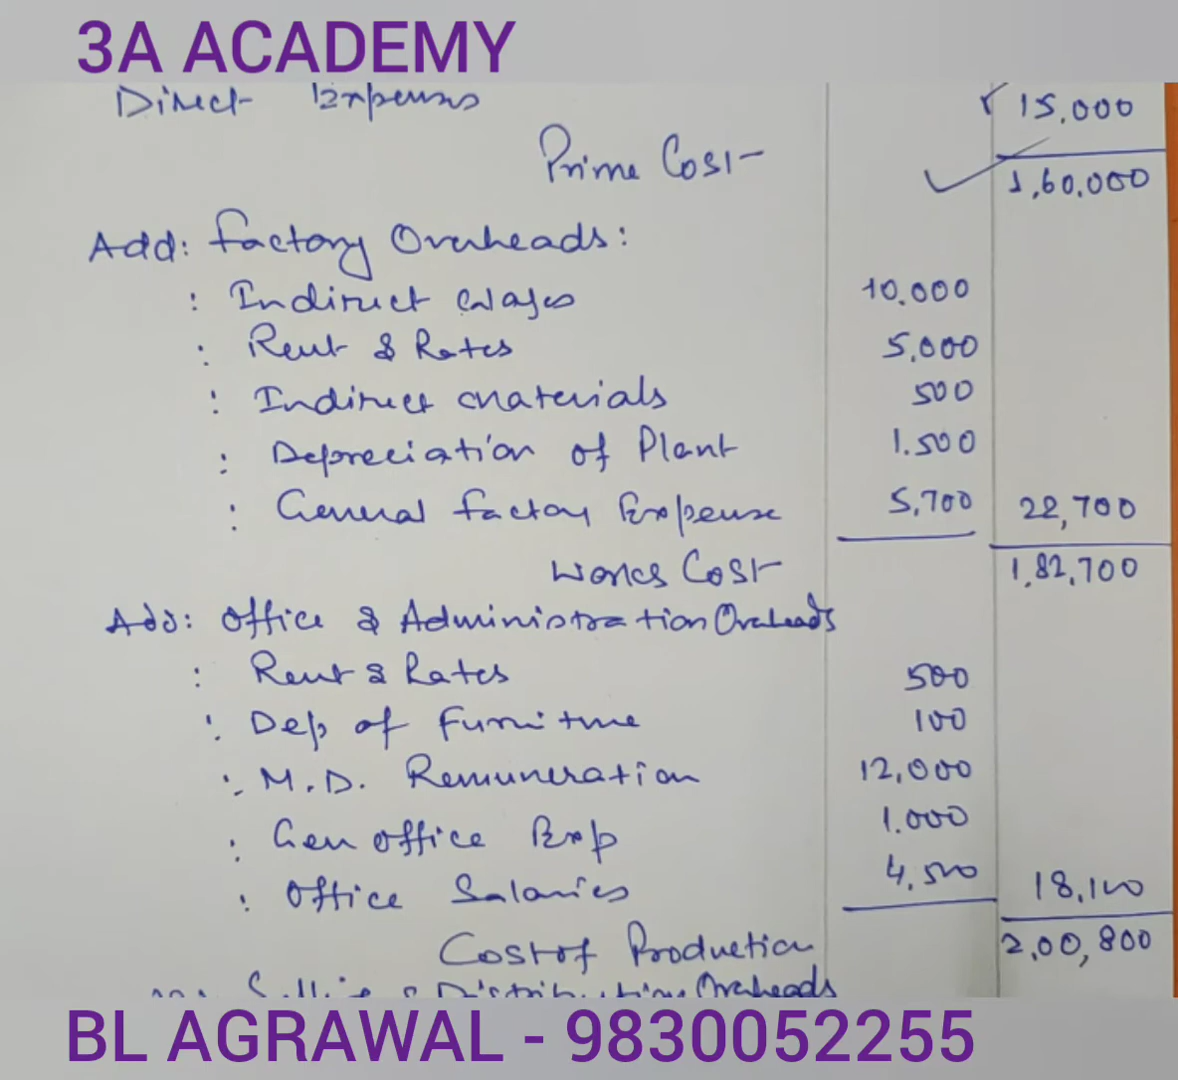 3A ACADEMY
Direct Expenses 15,000
Prime Cost 1,60,000
Add: Factory Overheads:
: Indirect Wages 10,000
: Rent & Rates 5,000
: Indirect Materials 500
: Depreciation of Plant 1.500
: General Factory Expense 5,700 22,700
Works Cost 1,82,700
Add: Office & Administration Overheads
: Rent & Rates 500
: Dep of Furniture 100
: M.D. Remuneration 12,000
: Gen Office Exp 1.000
: Office Salaries 4,500 18,100
Cost of Production 2,00,800
Selling & Distribution Overheads
BL AGRAWAL - 9830052255